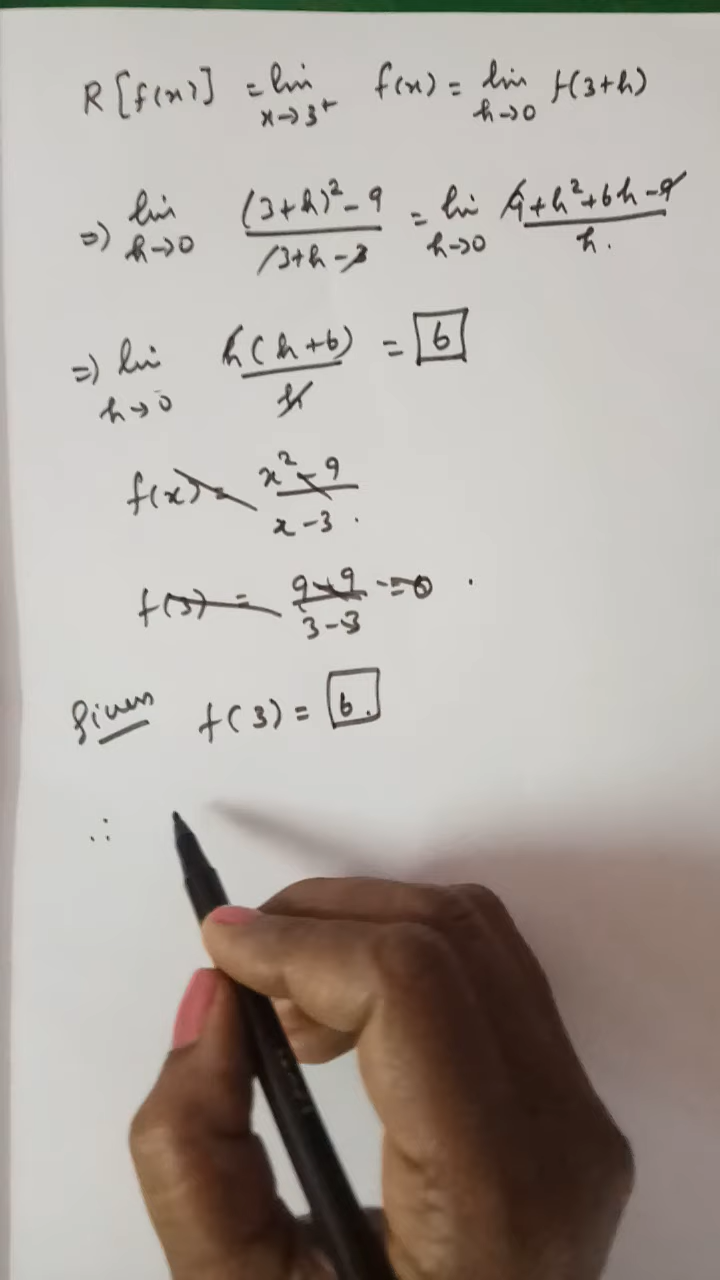 R[f(x)] = lim x→3⁺ f(x) = lim h→0 f(3+h)
⇒) lim h→0 (3+h)² - 9 / 3+h-3 = lim h→0 9+h²+6h-9 / h.
⇒) lim h→0 h(h+6) / h = 6
f(x) = x² - 9 / x-3.
f(3) = 9-9 / 3-3 = 0.
Given f(3) = 6.
∴